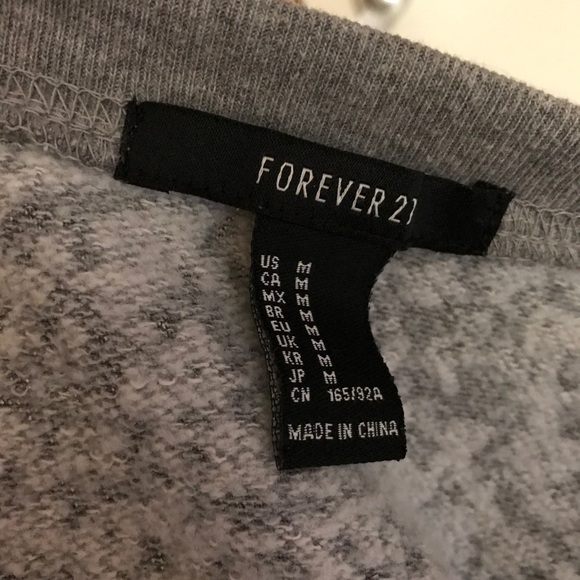 FOREVER 21
US M
CA M
MX M
BR M
EU M
UK M
KR M
JP M
CN 165/92A
MADE IN CHINA